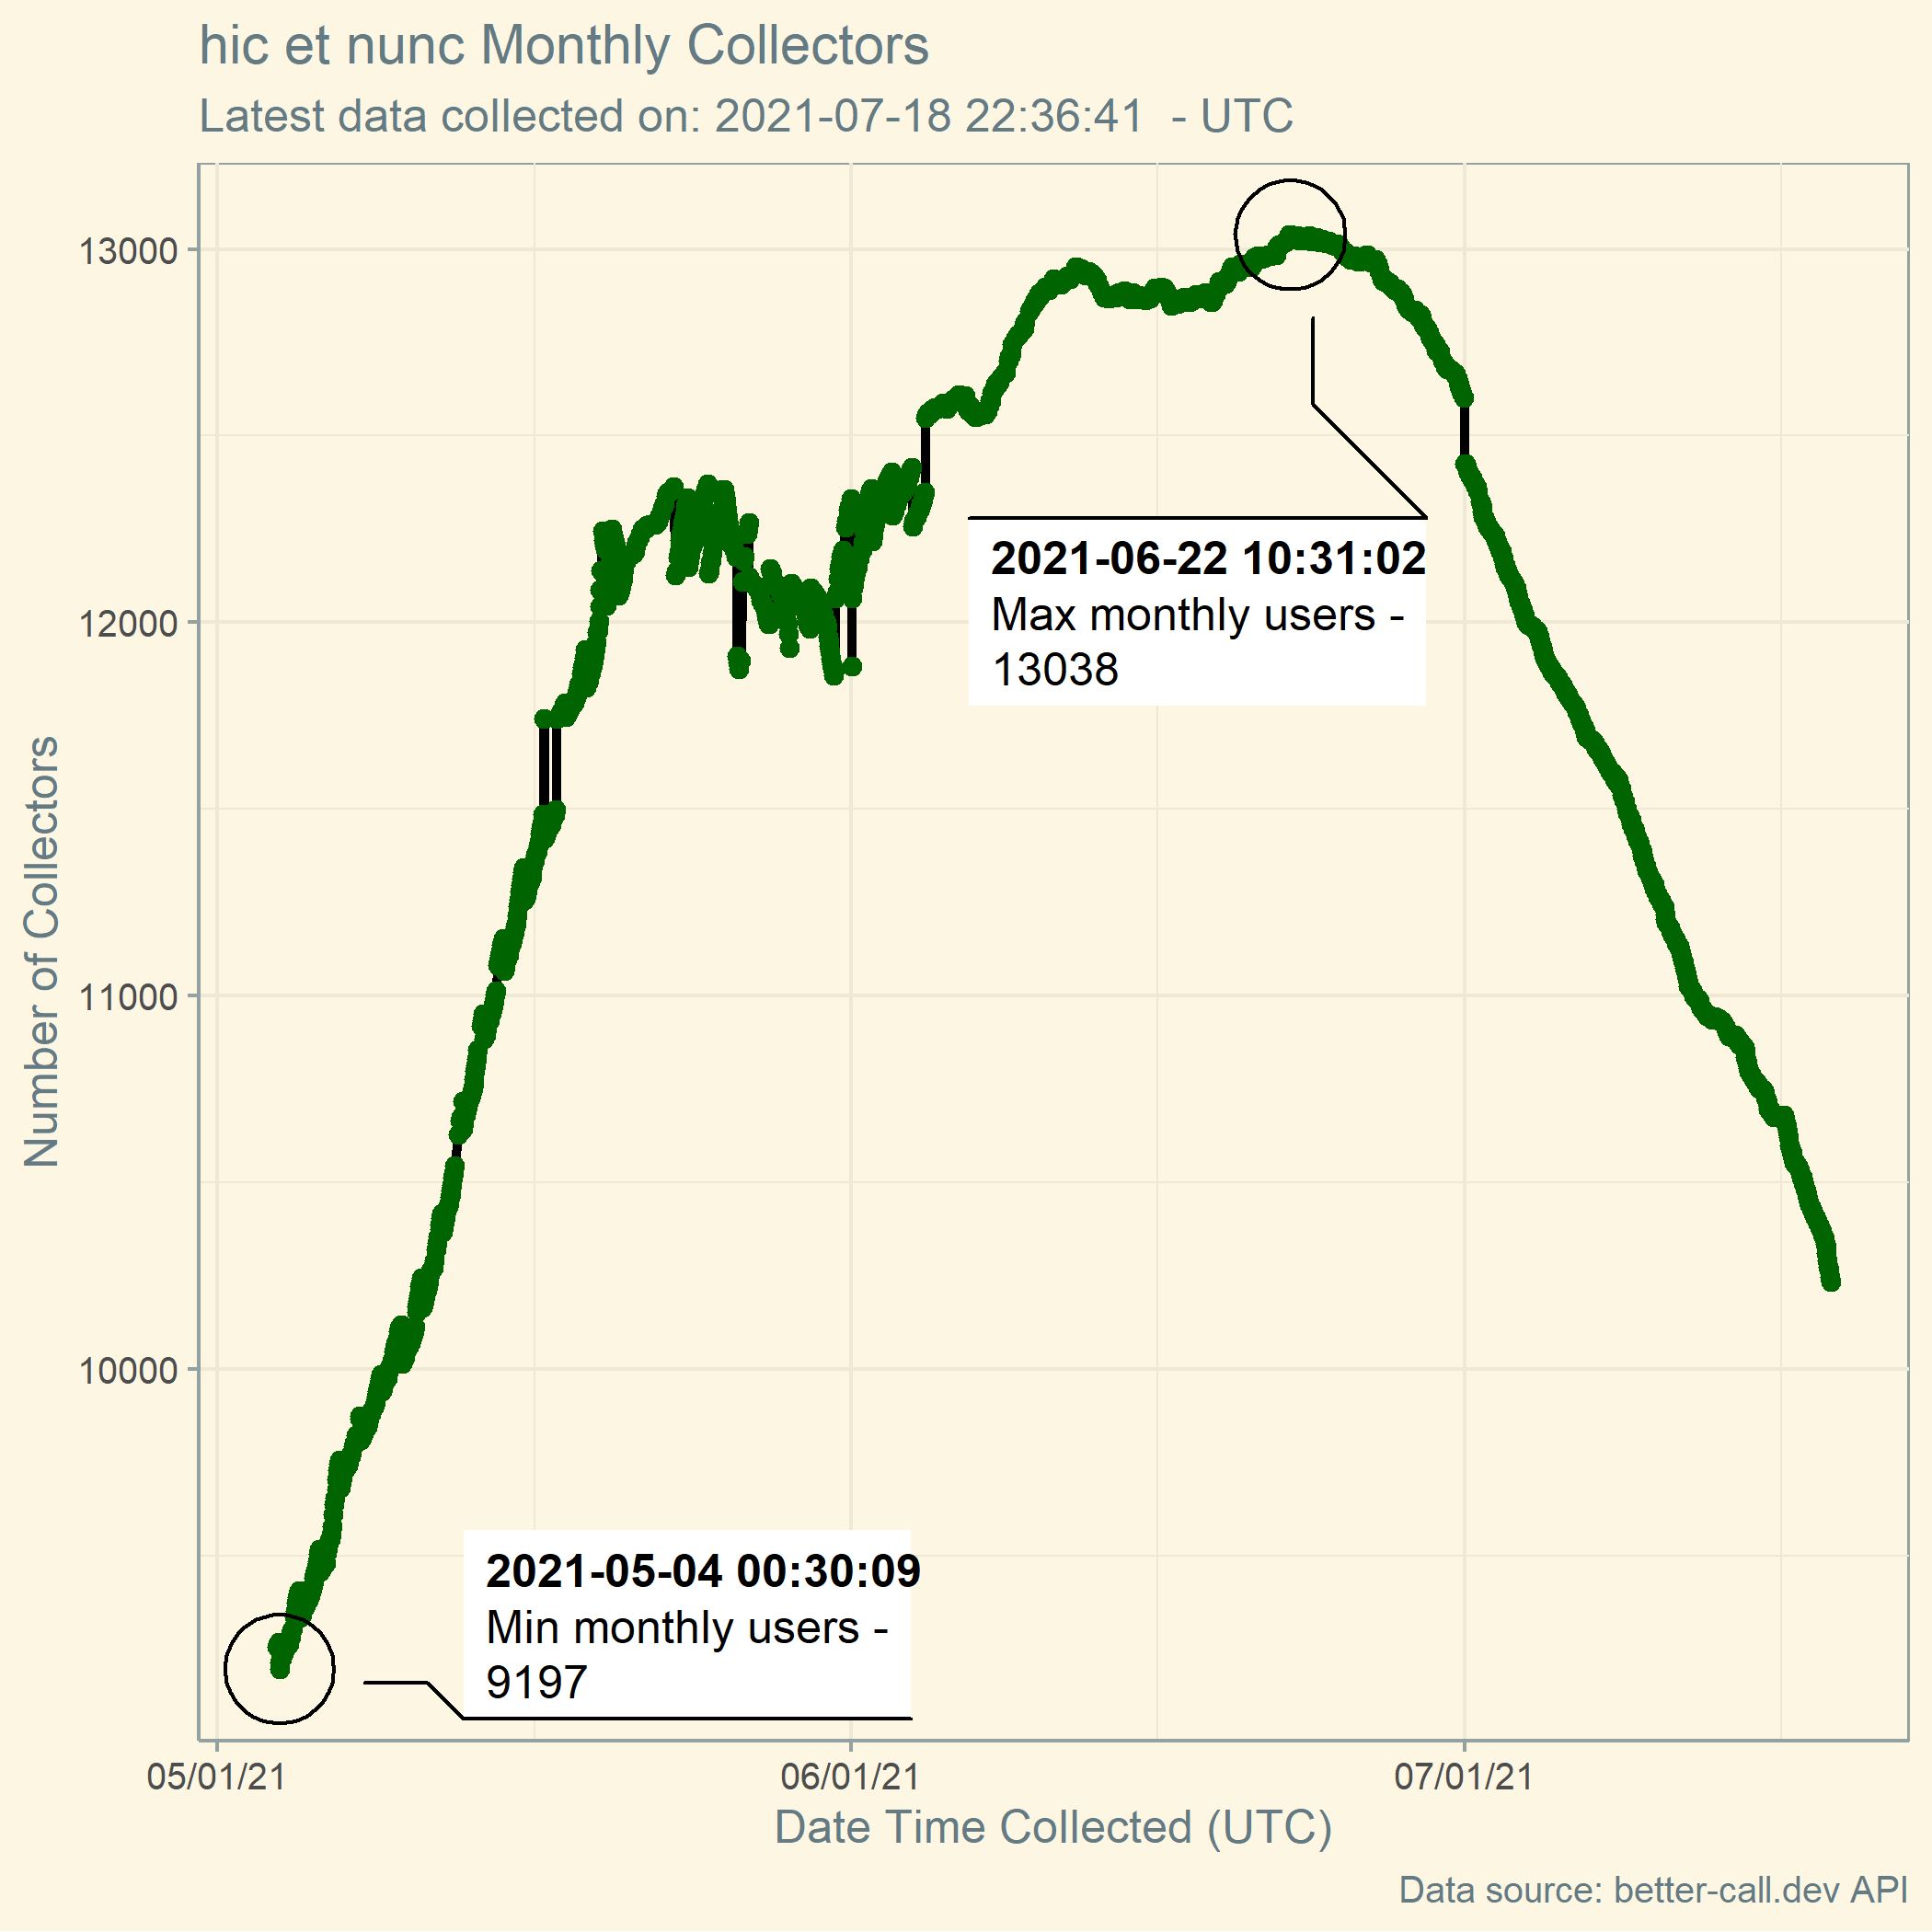 hic et nunc Monthly Collectors
Latest data collected on: 2021-07-18 22:36:41  - UTC
Number of Collectors
13000
12000
11000
10000
2021-06-22 10:31:02
Max monthly users -
13038
2021-05-04 00:30:09
Min monthly users -
9197
05/01/21
06/01/21
07/01/21
Date Time Collected (UTC)
Data source: better-call.dev API